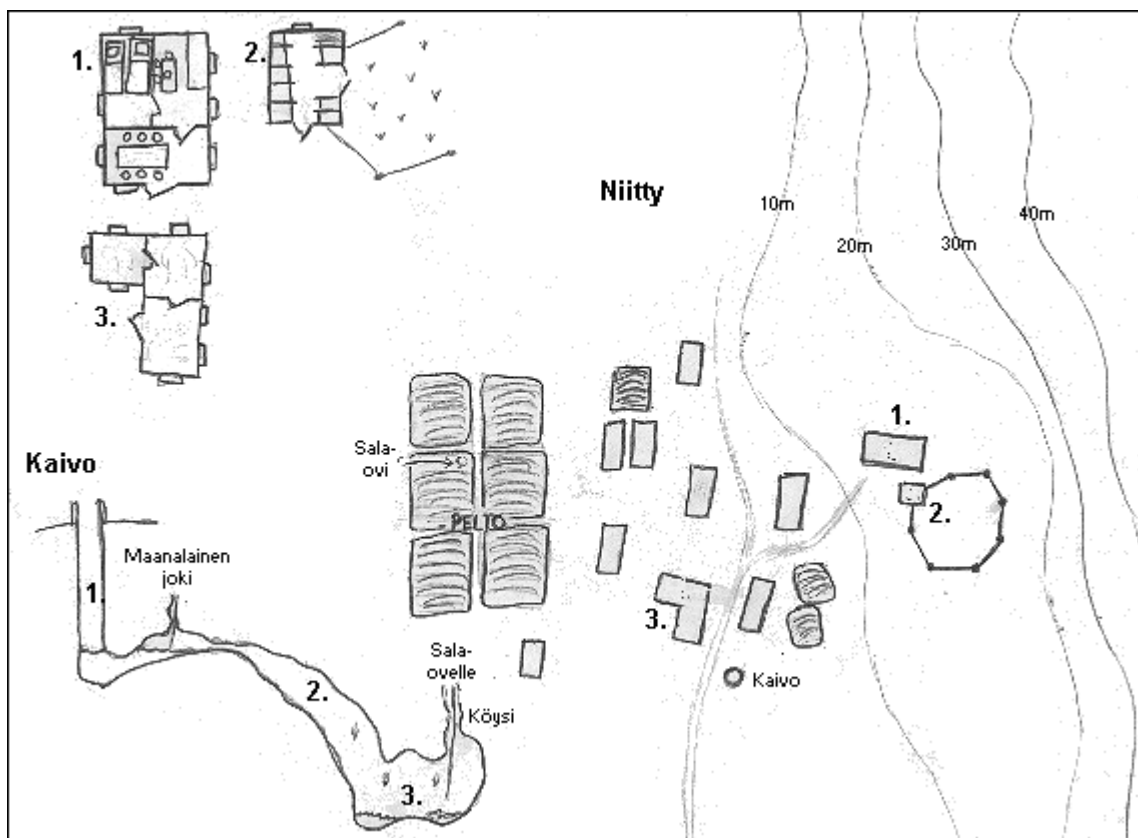 1.
2.
3.
Niitty
10m
20m
30m
40m
1.
2.
3.
Kaivo
Sala-
ovi
PELTO
Kaivo
1.
Maanalainen
joki
2.
Sala-
ovelle
Köysi
3.